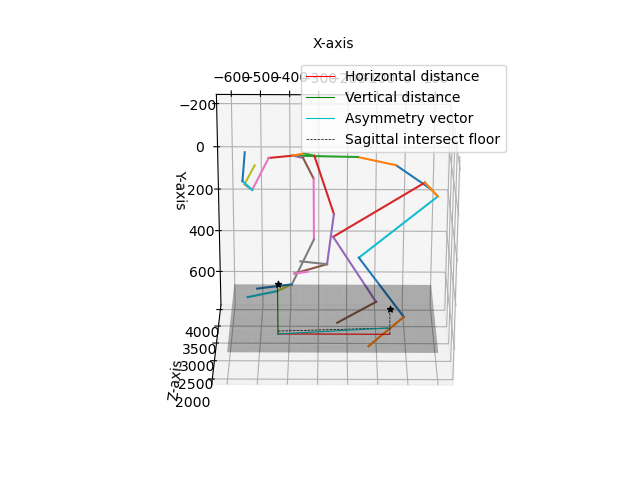 X-axis
−600
−500
−400
−300
Horizontal distance
Vertical distance
Asymmetry vector
Sagittal intersect floor
−200
0
200
400
600
Y-axis
4000
3500
3000
2500
2000
Z-axis